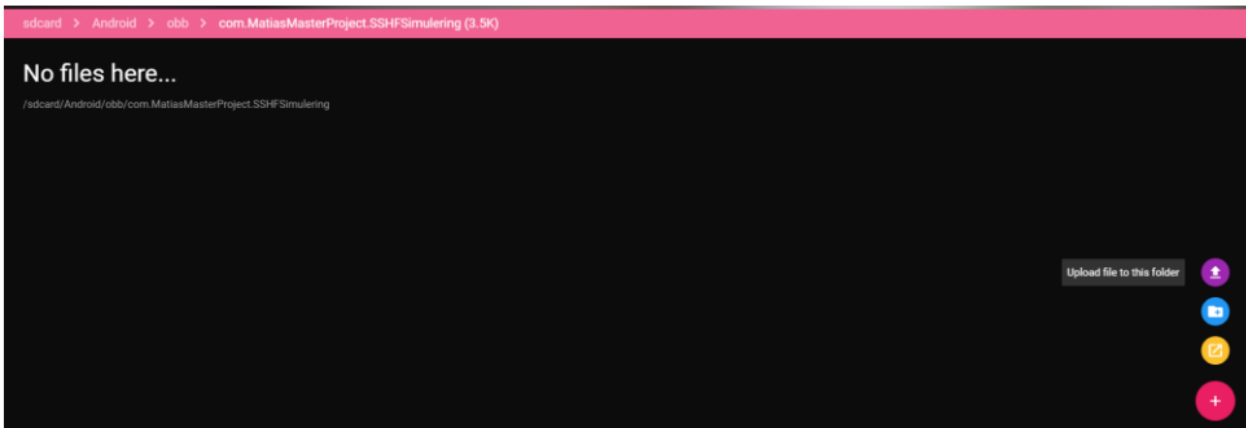 sdcard > Android > obb > com.MatiasMasterProject.SSHFSimulering (3.5K)
No files here...
/sdcard/Android/obb/com.MatiasMasterProject.SSHFSimulering
Upload file to this folder